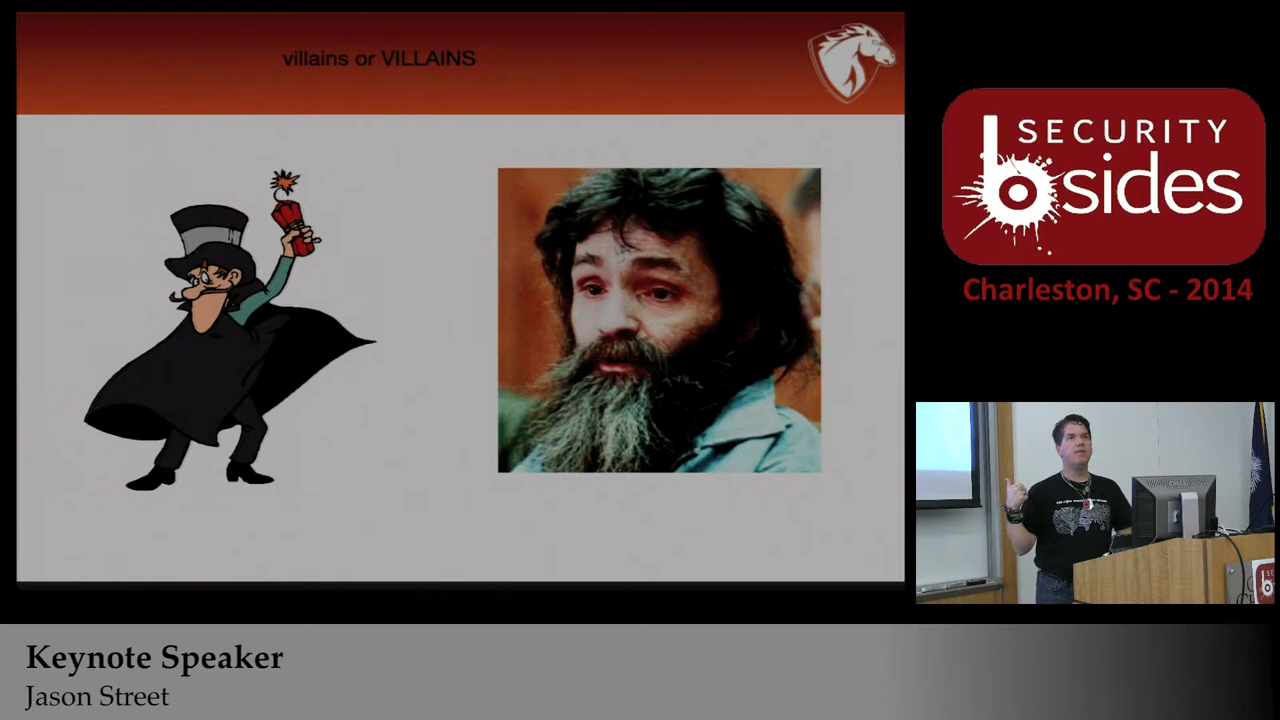 villains or VILLAINS
SECURITY
bsides
Charleston, SC - 2014
Keynote Speaker
Jason Street